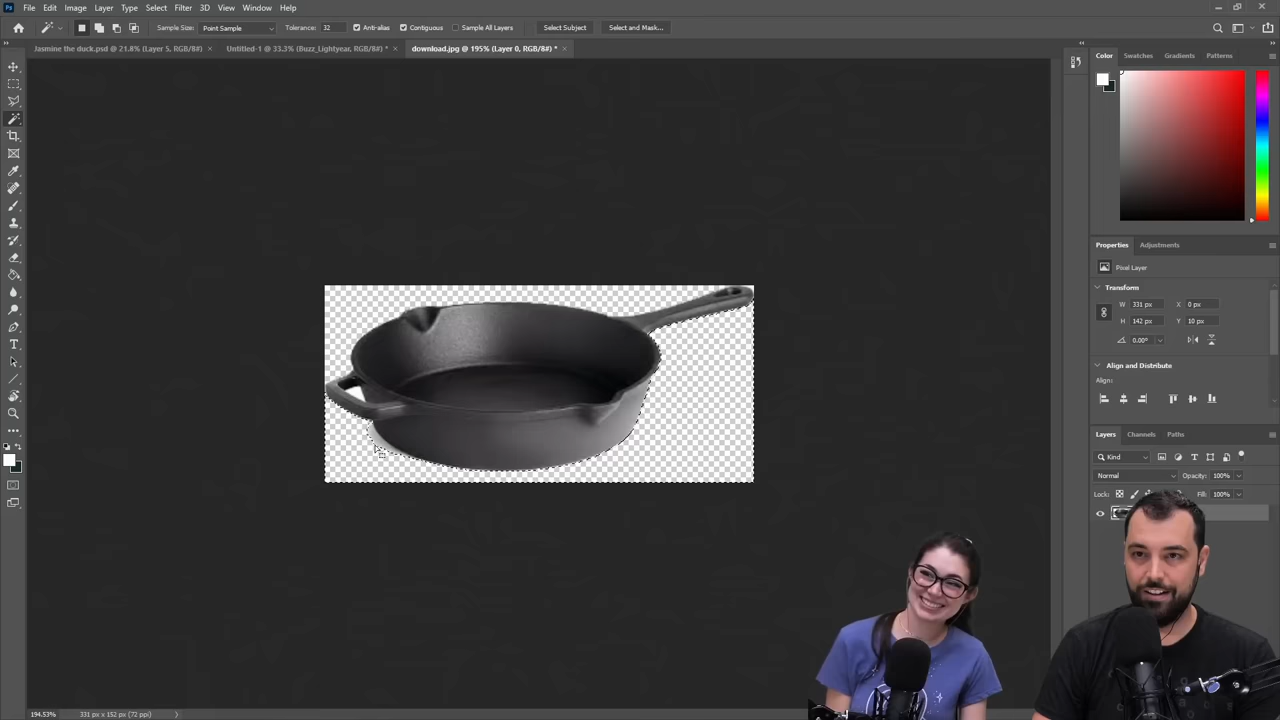 Ps File Edit Image Layer Type Select Filter 3D View Window Help
Sample Size: Point Sample Tolerance: 32 Anti-alias Contiguous Sample All Layers Select Subject Select and Mask...
Jasmine the duck.psd @ 21.8% (Layer 5, RGB/8#) × Untitled-1 @ 33.3% (Buzz_Lightyear, RGB/8#) * × download.jpg @ 195% (Layer 0, RGB/8#) * ×
Color Swatches Gradients Patterns
Properties Adjustments
Pixel Layer
Transform
W 331 px X 0 px
H 142 px Y 10 px
0.00°
Align and Distribute
Align:
Layers Channels Paths
Kind
Normal Opacity: 100%
Lock: Fill: 100%
194.53% 331 px x 152 px (72 ppi)